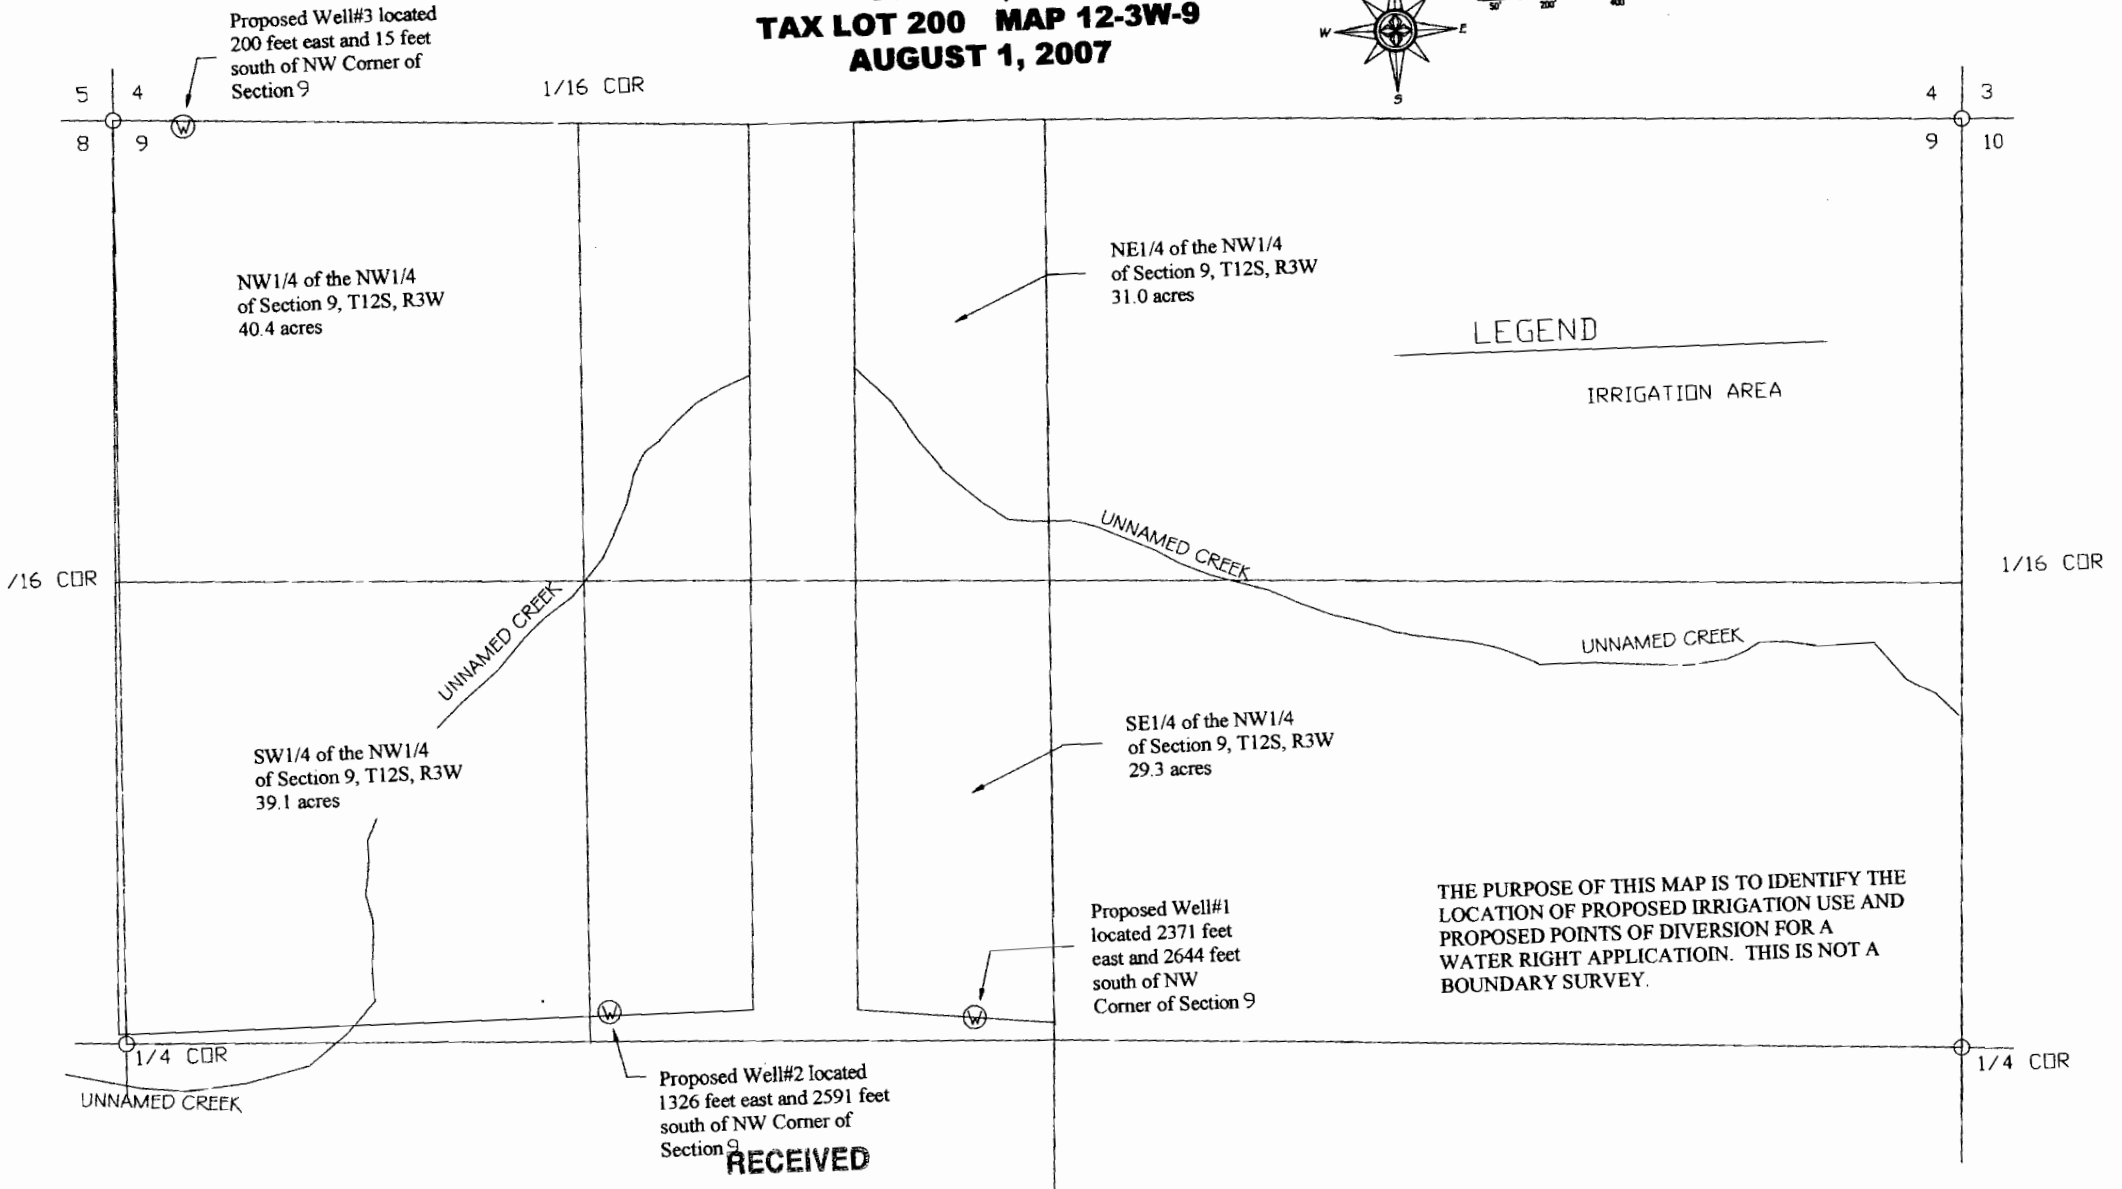 TAX LOT 200 MAP 12-3W-9
AUGUST 1, 2007
W
E
S
50'
200'
400
Proposed Well#3 located
200 feet east and 15 feet
south of NW Corner of
Section 9
1/16 COR
5
4
8
9
W
4
3
9
10
NW1/4 of the NW1/4
of Section 9, T12S, R3W
40.4 acres
NE1/4 of the NW1/4
of Section 9, T12S, R3W
31.0 acres
LEGEND
IRRIGATION AREA
/16 COR
1/16 COR
UNNAMED CREEK
UNNAMED CREEK
UNNAMED CREEK
SW1/4 of the NW1/4
of Section 9, T12S, R3W
39.1 acres
SE1/4 of the NW1/4
of Section 9, T12S, R3W
29.3 acres
Proposed Well#1
located 2371 feet
east and 2644 feet
south of NW
Corner of Section 9
THE PURPOSE OF THIS MAP IS TO IDENTIFY THE
LOCATION OF PROPOSED IRRIGATION USE AND
PROPOSED POINTS OF DIVERSION FOR A
WATER RIGHT APPLICATIOIN. THIS IS NOT A
BOUNDARY SURVEY.
W
W
1/4 COR
1/4 COR
UNNAMED CREEK
Proposed Well#2 located
1326 feet east and 2591 feet
south of NW Corner of
Section 9
RECEIVED